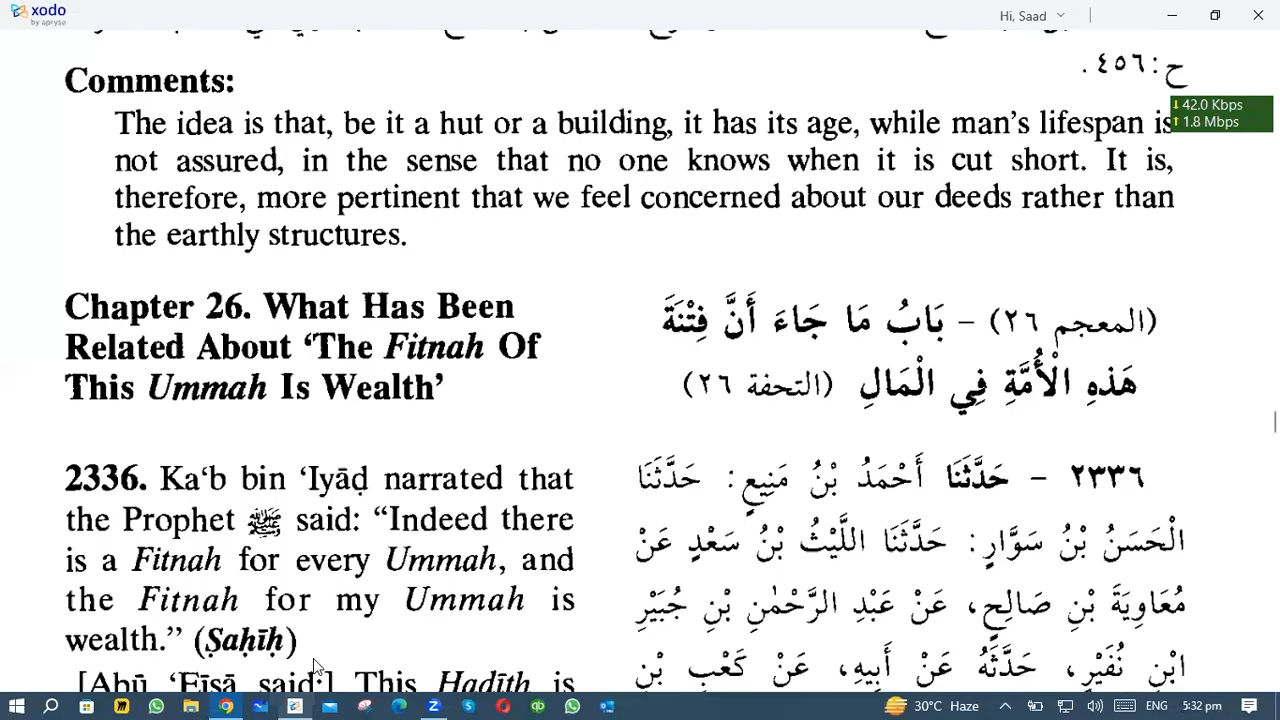 xodo
by apryse
Hi, Saad
ح: ٤٥٦ .
Comments:
42.0 Kbps
1.8 Mbps
The idea is that, be it a hut or a building, it has its age, while man's lifespan is
not assured, in the sense that no one knows when it is cut short. It is,
therefore, more pertinent that we feel concerned about our deeds rather than
the earthly structures.
Chapter 26. What Has Been
Related About 'The Fitnah Of
This Ummah Is Wealth'
(المعجم ٢٦) – بَابُ مَا جَاءَ أَنَّ فِتْنَةَ
هَذِهِ الْأُمَّةِ فِي الْمَالِ (التحفة ٢٦)
2336. Ka'b bin 'Iyāḍ narrated that
the Prophet ﷺ said: "Indeed there
is a Fitnah for every Ummah, and
the Fitnah for my Ummah is
wealth." (Ṣaḥīḥ)
[Abū 'Eīsā said:] This Ḥadīth is
٢٣٣٦ – حَدَّثَنَا أَحْمَدُ بْنُ مَنِيعٍ: حَدَّثَنَا
الْحَسَنُ بْنُ سَوَّارٍ: حَدَّثَنَا اللَّيْثُ بْنُ سَعْدٍ عَنْ
مُعَاوِيَةَ بْنِ صَالِحٍ، عَنْ عَبْدِ الرَّحْمٰنِ بْنِ جُبَيْرِ
ابْنِ نُفَيْرٍ، حَدَّثَهُ عَنْ أَبِيهِ، عَنْ كَعْبِ بْنِ
30°C Haze
ENG
5:32 pm